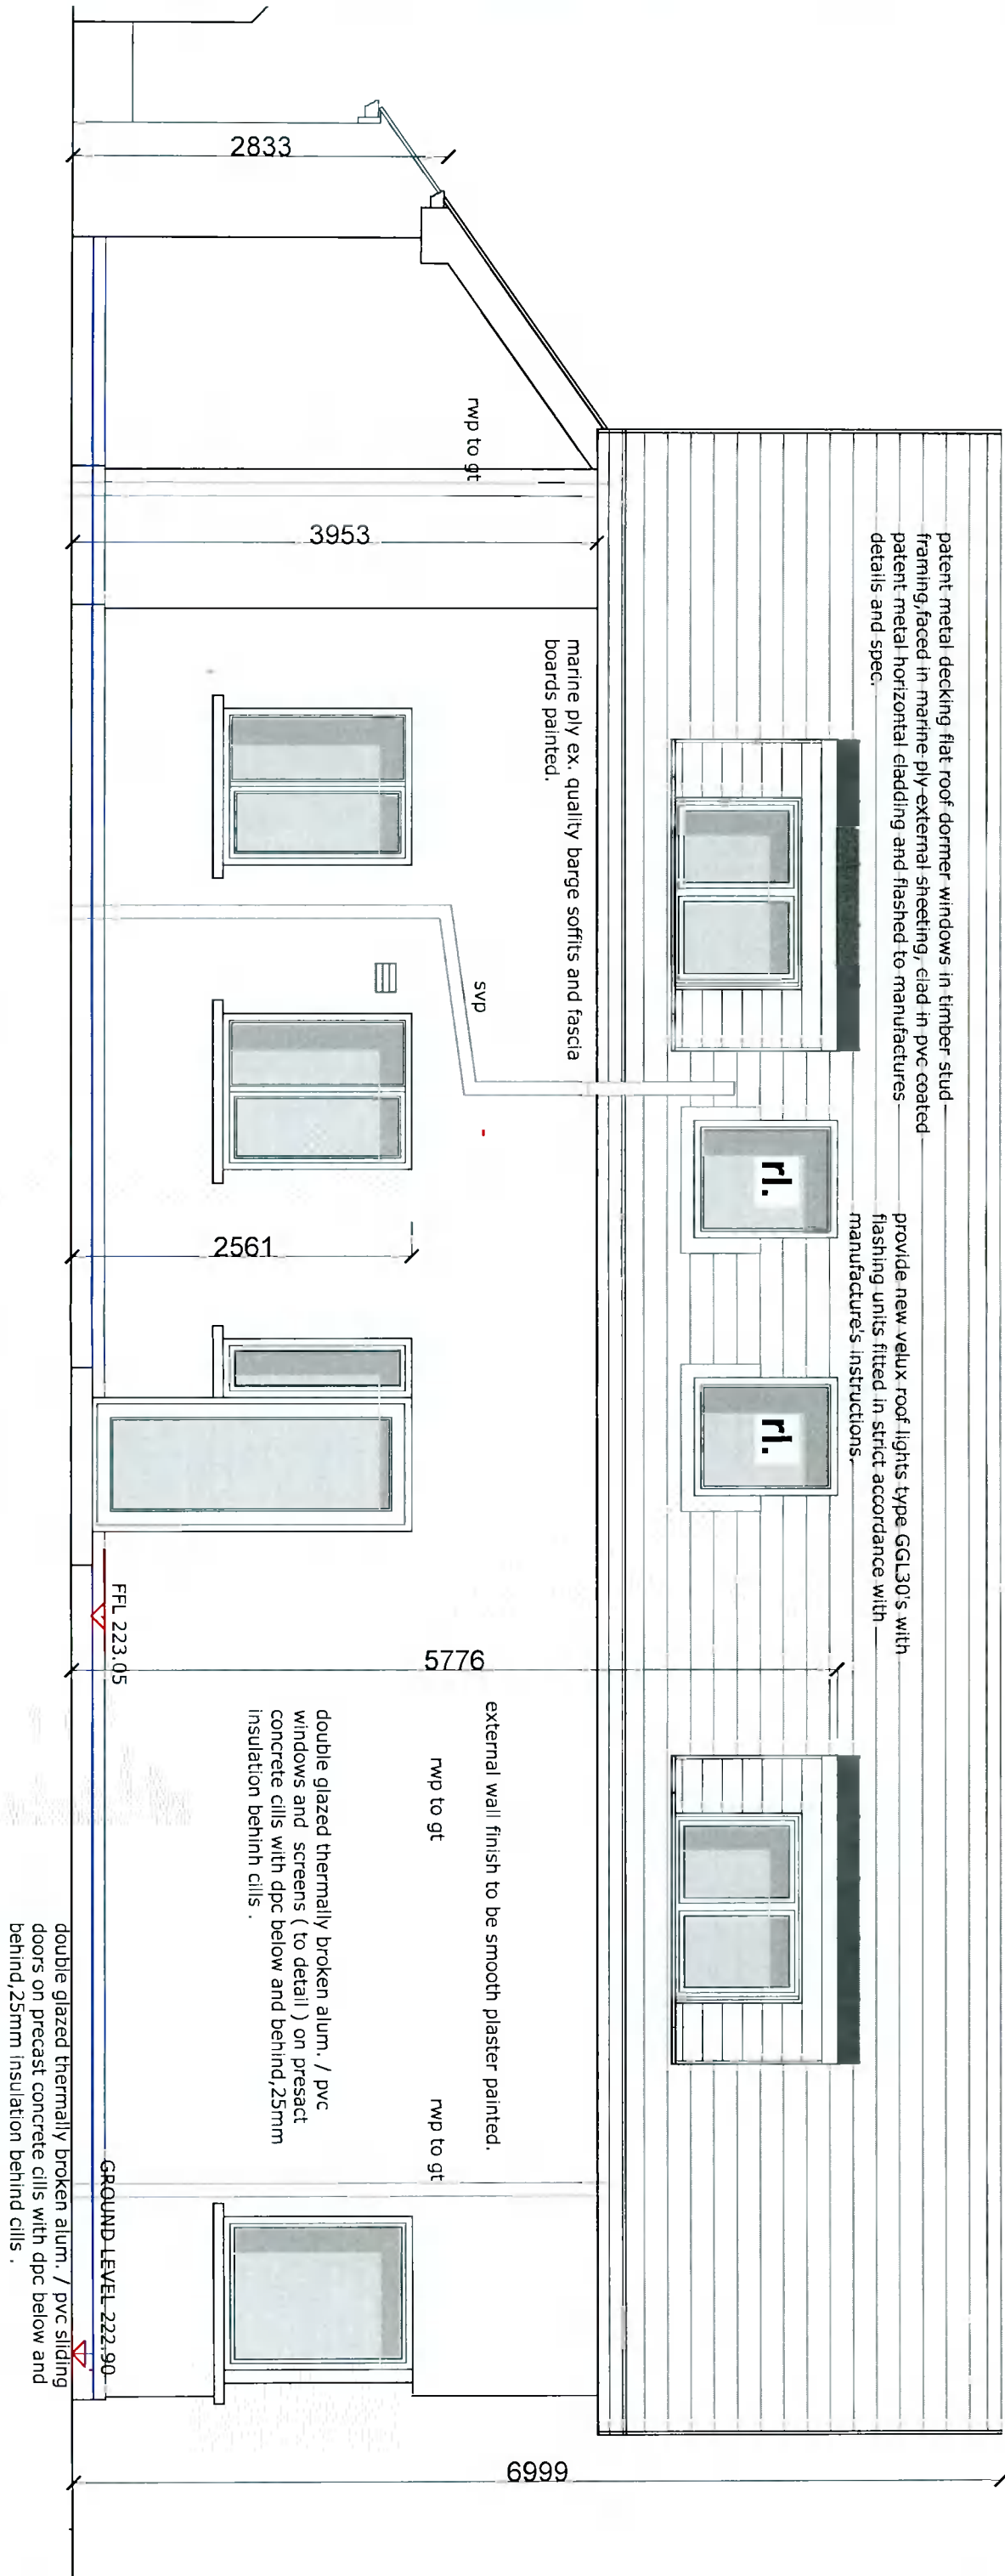 patent metal decking flat roof dormer windows in timber stud
framing,faced in marine ply external sheeting, clad in pvc coated
patent metal horizontal cladding and flashed to manufactures
details and spec.
provide new velux roof lights type GGL30's with
flashing units fitted in strict accordance with
manufacture's instructions.
rl.
rl.
marine ply ex. quality barge soffits and fascia
boards painted.
rwp to gt
svp
external wall finish to be smooth plaster painted.
rwp to gt
rwp to gt
double glazed thermally broken alum. / pvc
windows and screens ( to detail ) on presact
concrete cills with dpc below and behind,25mm
insulation behinh cills .
2833
3953
2561
5776
6999
FFL 223.05
GROUND LEVEL 222.90
double glazed thermally broken alum. / pvc sliding
doors on precast concrete cills with dpc below and
behind,25mm insulation behind cills .